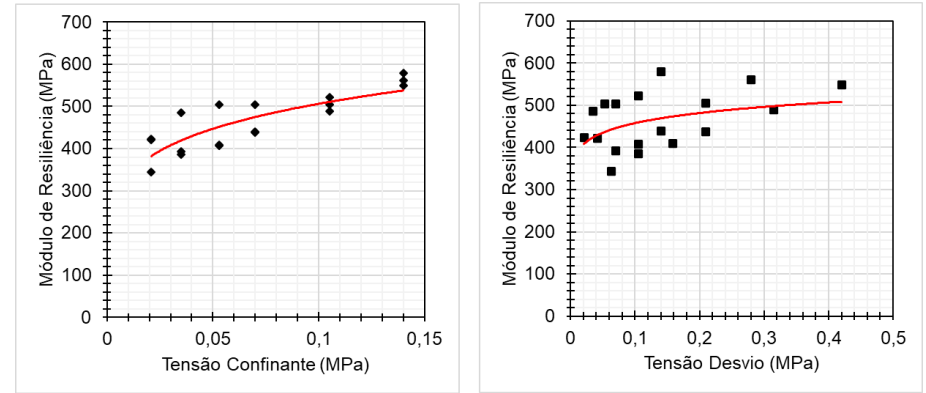 700
600
500
400
300
200
100
0
Módulo de Resiliência (MPa)
0 0,05 0,1 0,15
Tensão Confinante (MPa)
700
600
500
400
300
200
100
0
Módulo de Resiliência (MPa)
0 0,1 0,2 0,3 0,4 0,5
Tensão Desvio (MPa)